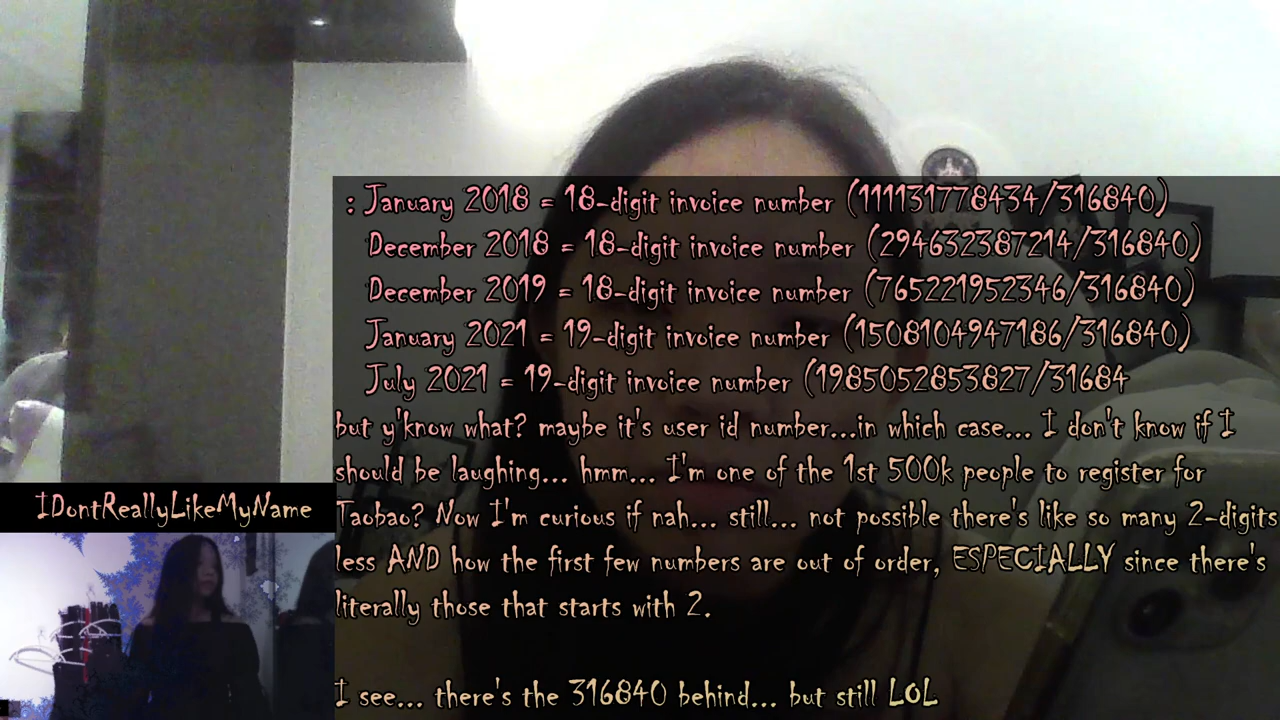 : January 2018 = 18-digit invoice number (111131778434/316840)
December 2018 = 18-digit invoice number (294632387214/316840)
December 2019 = 18-digit invoice number (765221952346/316840)
January 2021 = 19-digit invoice number (1508104947186/316840)
July 2021 = 19-digit invoice number (1985052853827/31684
but y'know what? maybe it's user id number...in which case... I don't know if I
should be laughing... hmm... I'm one of the 1st 500k people to register for
Taobao? Now I'm curious if nah... still... not possible there's like so many 2-digits
less AND how the first few numbers are out of order, ESPECIALLY since there's
literally those that starts with 2.
I see... there's the 316840 behind... but still LOL
IDontReallyLikeMyName